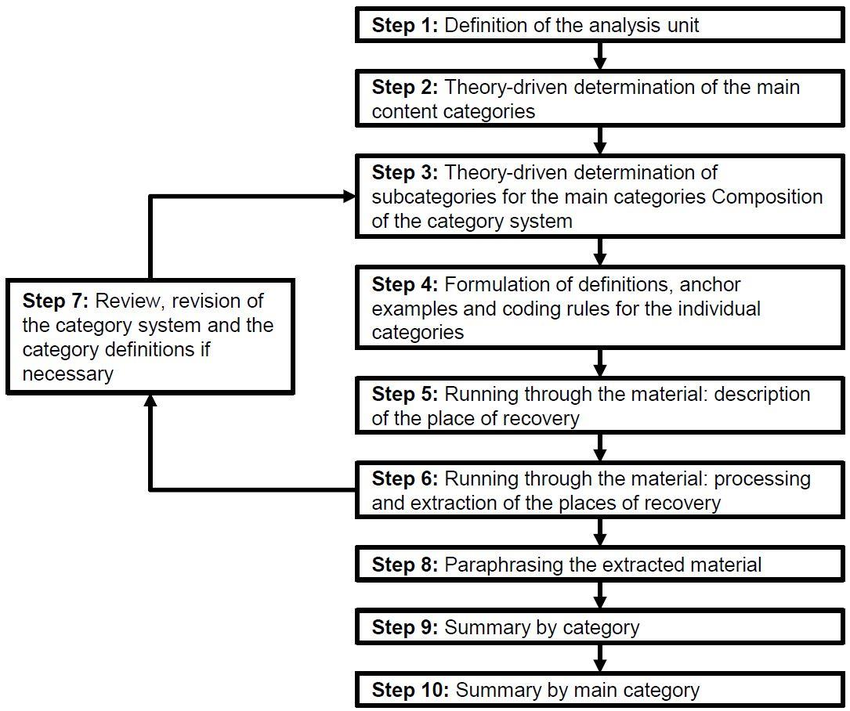 Step 1: Definition of the analysis unit
Step 2: Theory-driven determination of the main
content categories
Step 3: Theory-driven determination of
subcategories for the main categories Composition
of the category system
Step 4: Formulation of definitions, anchor
examples and coding rules for the individual
categories
Step 5: Running through the material: description
of the place of recovery
Step 6: Running through the material: processing
and extraction of the places of recovery
Step 7: Review, revision of
the category system and the
category definitions if
necessary
Step 8: Paraphrasing the extracted material
Step 9: Summary by category
Step 10: Summary by main category